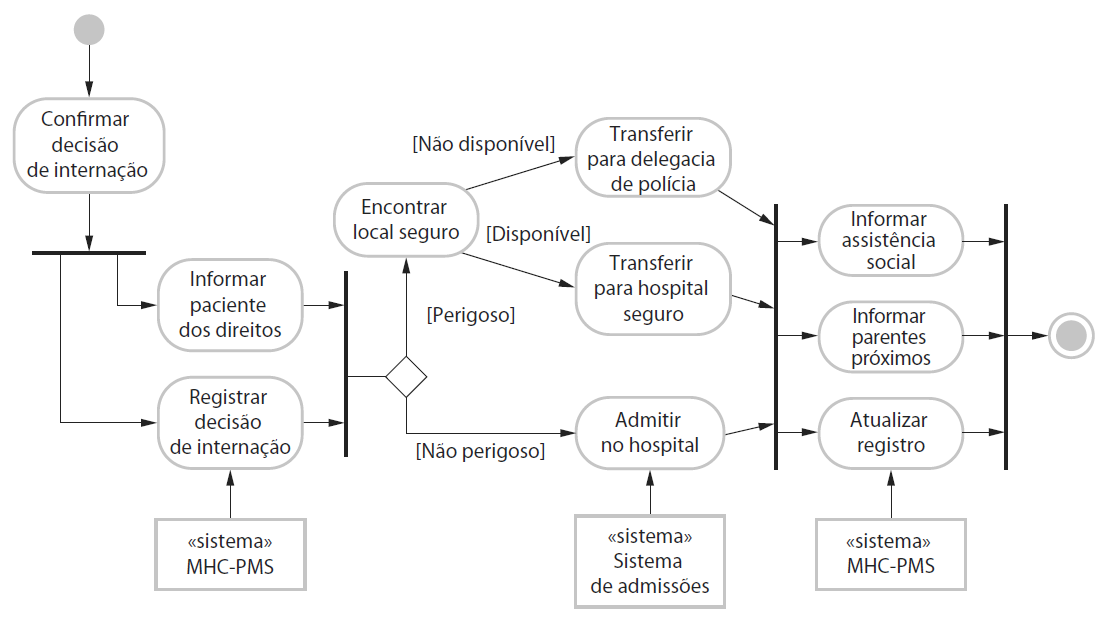 Confirmar
decisão
de internação
Informar
paciente
dos direitos
Registrar
decisão
de internação
«sistema»
MHC-PMS
Encontrar
local seguro
[Perigoso]
[Não perigoso]
[Não disponível]
[Disponível]
Transferir
para delegacia
de polícia
Transferir
para hospital
seguro
Admitir
no hospital
«sistema»
Sistema
de admissões
Informar
assistência
social
Informar
parentes
próximos
Atualizar
registro
«sistema»
MHC-PMS